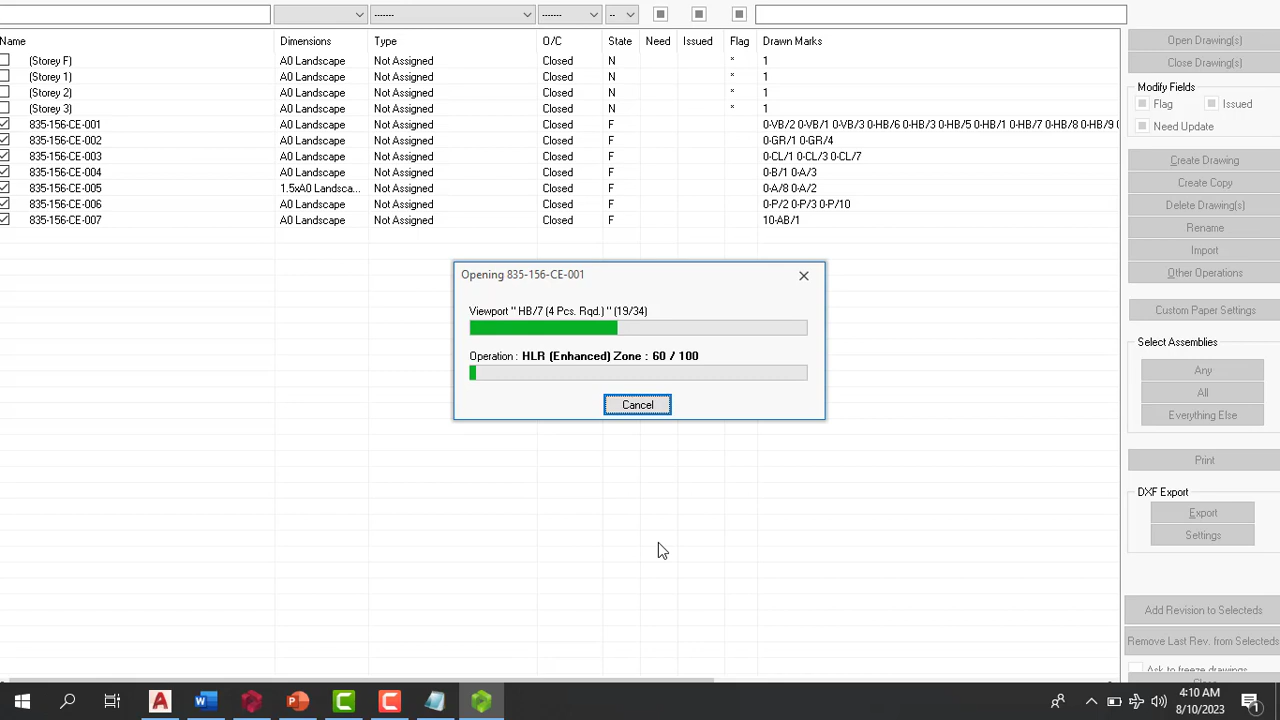 ------- ------- --
Name Dimensions Type O/C State Need Issued Flag Drawn Marks
(Storey F) A0 Landscape Not Assigned Closed N * 1
(Storey 1) A0 Landscape Not Assigned Closed N * 1
(Storey 2) A0 Landscape Not Assigned Closed N * 1
(Storey 3) A0 Landscape Not Assigned Closed N * 1
835-156-CE-001 A0 Landscape Not Assigned Closed F 0-VB/2 0-VB/1 0-VB/3 0-HB/6 0-HB/3 0-HB/5 0-HB/1 0-HB/7 0-HB/8 0-HB/9 0
835-156-CE-002 A0 Landscape Not Assigned Closed F 0-GR/1 0-GR/4
835-156-CE-003 A0 Landscape Not Assigned Closed F 0-CL/1 0-CL/3 0-CL/7
835-156-CE-004 A0 Landscape Not Assigned Closed F 0-B/1 0-A/3
835-156-CE-005 1.5xA0 Landsca... Not Assigned Closed F 0-A/8 0-A/2
835-156-CE-006 A0 Landscape Not Assigned Closed F 0-P/2 0-P/3 0-P/10
835-156-CE-007 A0 Landscape Not Assigned Closed F 10-AB/1
Opening 835-156-CE-001
Viewport " HB/7 (4 Pcs. Rqd.) " (19/34)
Operation : HLR (Enhanced) Zone : 60 / 100
Cancel
Open Drawing(s)
Close Drawing(s)
Modify Fields
Flag Issued
Need Update
Create Drawing
Create Copy
Delete Drawing(s)
Rename
Import
Other Operations
Custom Paper Settings
Select Assemblies
Any
All
Everything Else
Print
DXF Export
Export
Settings
Add Revision to Selecteds
Remove Last Rev. from Selecteds
Ask to freeze drawings
4:10 AM
8/10/2023